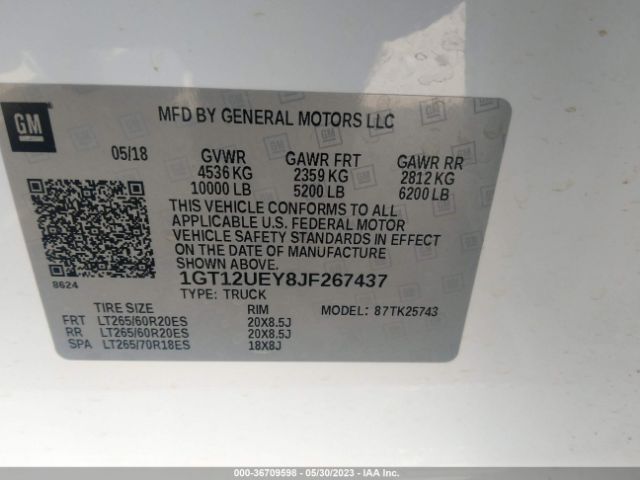 GM
MFD BY GENERAL MOTORS LLC
05/18 GVWR GAWR FRT GAWR RR
4536 KG 2359 KG 2812 KG
10000 LB 5200 LB 6200 LB
THIS VEHICLE CONFORMS TO ALL
APPLICABLE U.S. FEDERAL MOTOR
VEHICLE SAFETY STANDARDS IN EFFECT
ON THE DATE OF MANUFACTURE
SHOWN ABOVE.
8624
1GT12UEY8JF267437
TYPE: TRUCK
TIRE SIZE RIM MODEL: 87TK25743
FRT LT265/60R20ES 20X8.5J
RR LT265/60R20ES 20X8.5J
SPA LT265/70R18ES 18X8J
STOCK#: 36709598 - 05/30/2023 - IAA Inc.